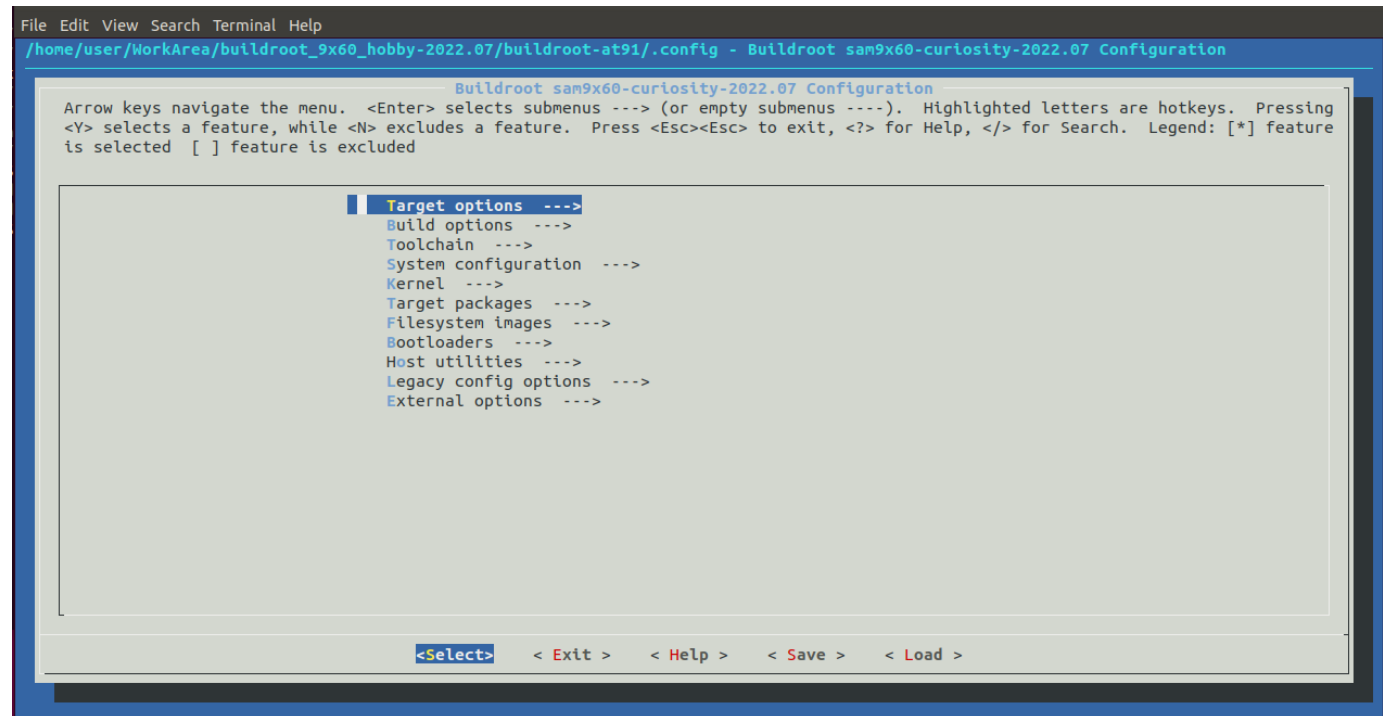 File Edit View Search Terminal Help
/home/user/WorkArea/buildroot_9x60_hobby-2022.07/buildroot-at91/.config - Buildroot sam9x60-curiosity-2022.07 Configuration
Buildroot sam9x60-curiosity-2022.07 Configuration
Arrow keys navigate the menu.  <Enter> selects submenus ---> (or empty submenus ----).  Highlighted letters are hotkeys.  Pressing
<Y> selects a feature, while <N> excludes a feature.  Press <Esc><Esc> to exit, <?> for Help, </> for Search.  Legend: [*] feature
is selected  [ ] feature is excluded
Target options  --->
Build options  --->
Toolchain  --->
System configuration  --->
Kernel  --->
Target packages  --->
Filesystem images  --->
Bootloaders  --->
Host utilities  --->
Legacy config options  --->
External options  --->
<Select>    < Exit >    < Help >    < Save >    < Load >